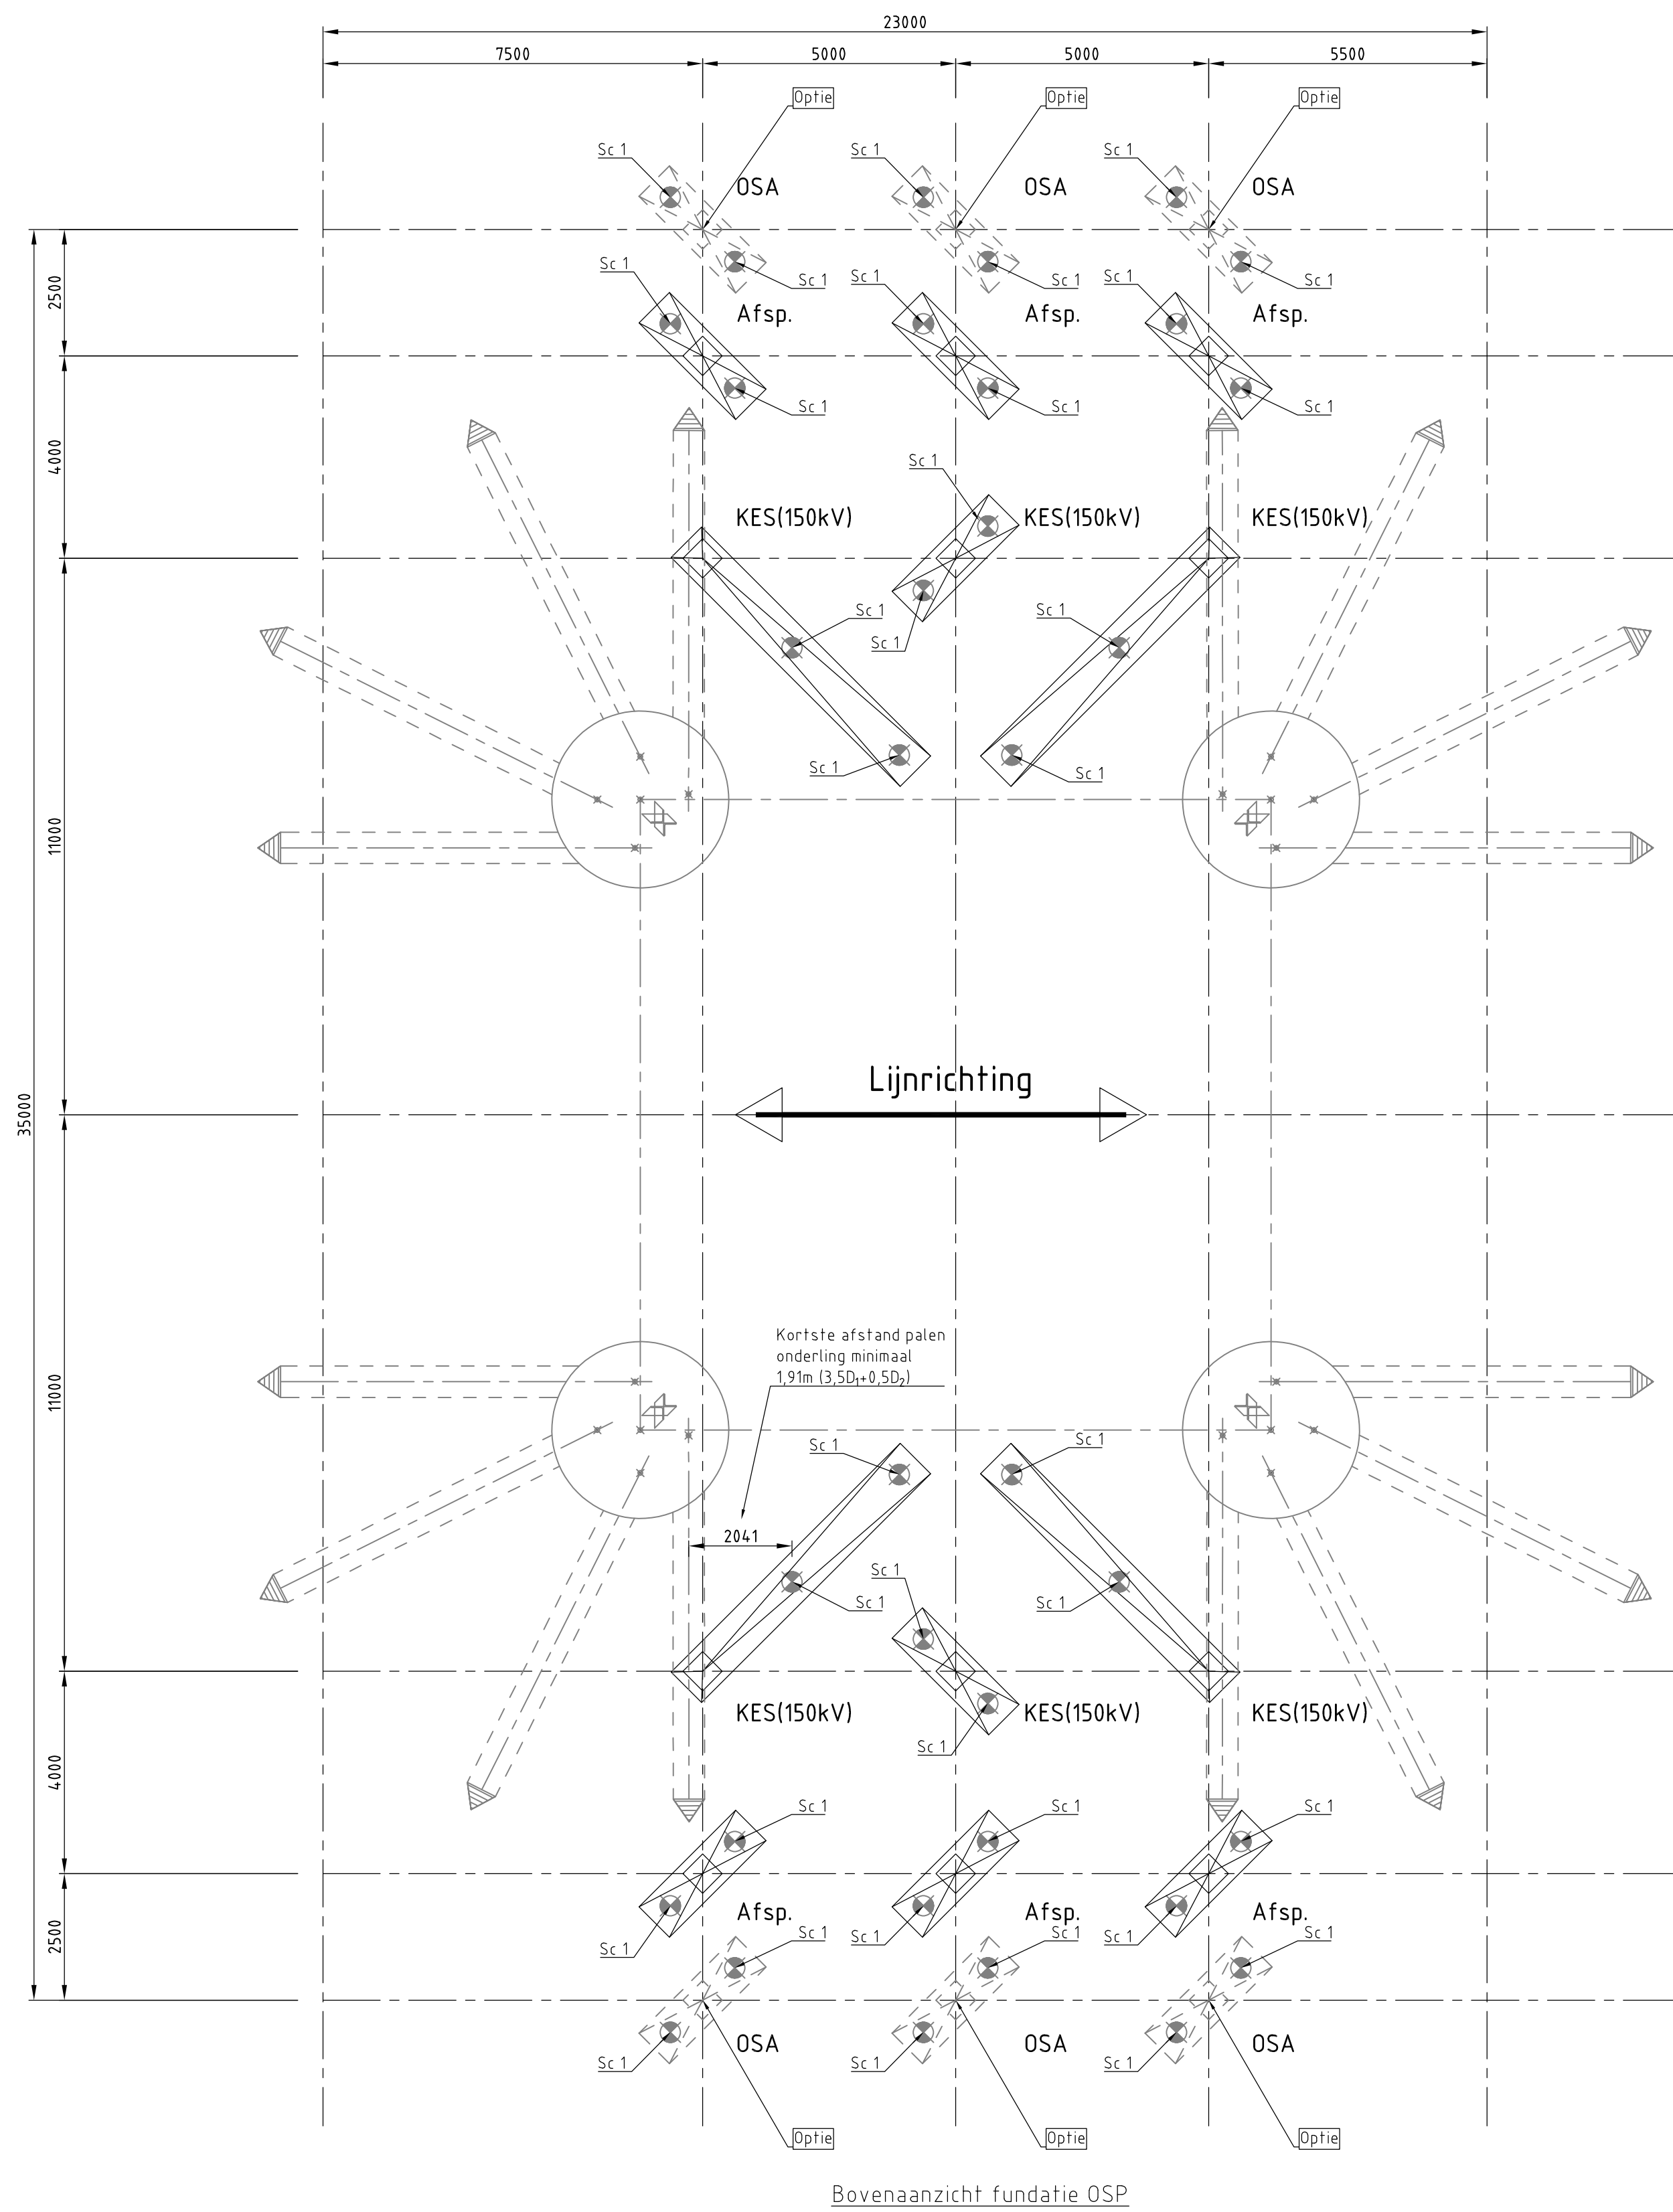 23000
7500 5000 5000 5500
Optie Optie Optie
Sc 1 Sc 1 Sc 1
OSA OSA OSA
Sc 1 Sc 1 Sc 1
Sc 1 Sc 1 Sc 1
2500
Afsp. Afsp. Afsp.
Sc 1 Sc 1 Sc 1
4000
Sc 1
KES(150kV) KES(150kV) KES(150kV)
Sc 1 Sc 1
Sc 1
Sc 1 Sc 1
11000
Lijnrichting
35000
Kortste afstand palen
onderling minimaal
1,91m (3,5D₁+0,5D₂)
11000
Sc 1 Sc 1
2041
Sc 1
Sc 1 Sc 1
KES(150kV) KES(150kV) KES(150kV)
Sc 1
4000
Sc 1 Sc 1 Sc 1
Afsp. Afsp. Afsp.
Sc 1 Sc 1 Sc 1
2500
Sc 1 Sc 1 Sc 1
OSA OSA OSA
Sc 1 Sc 1 Sc 1
Optie Optie Optie
Bovenaanzicht fundatie OSP